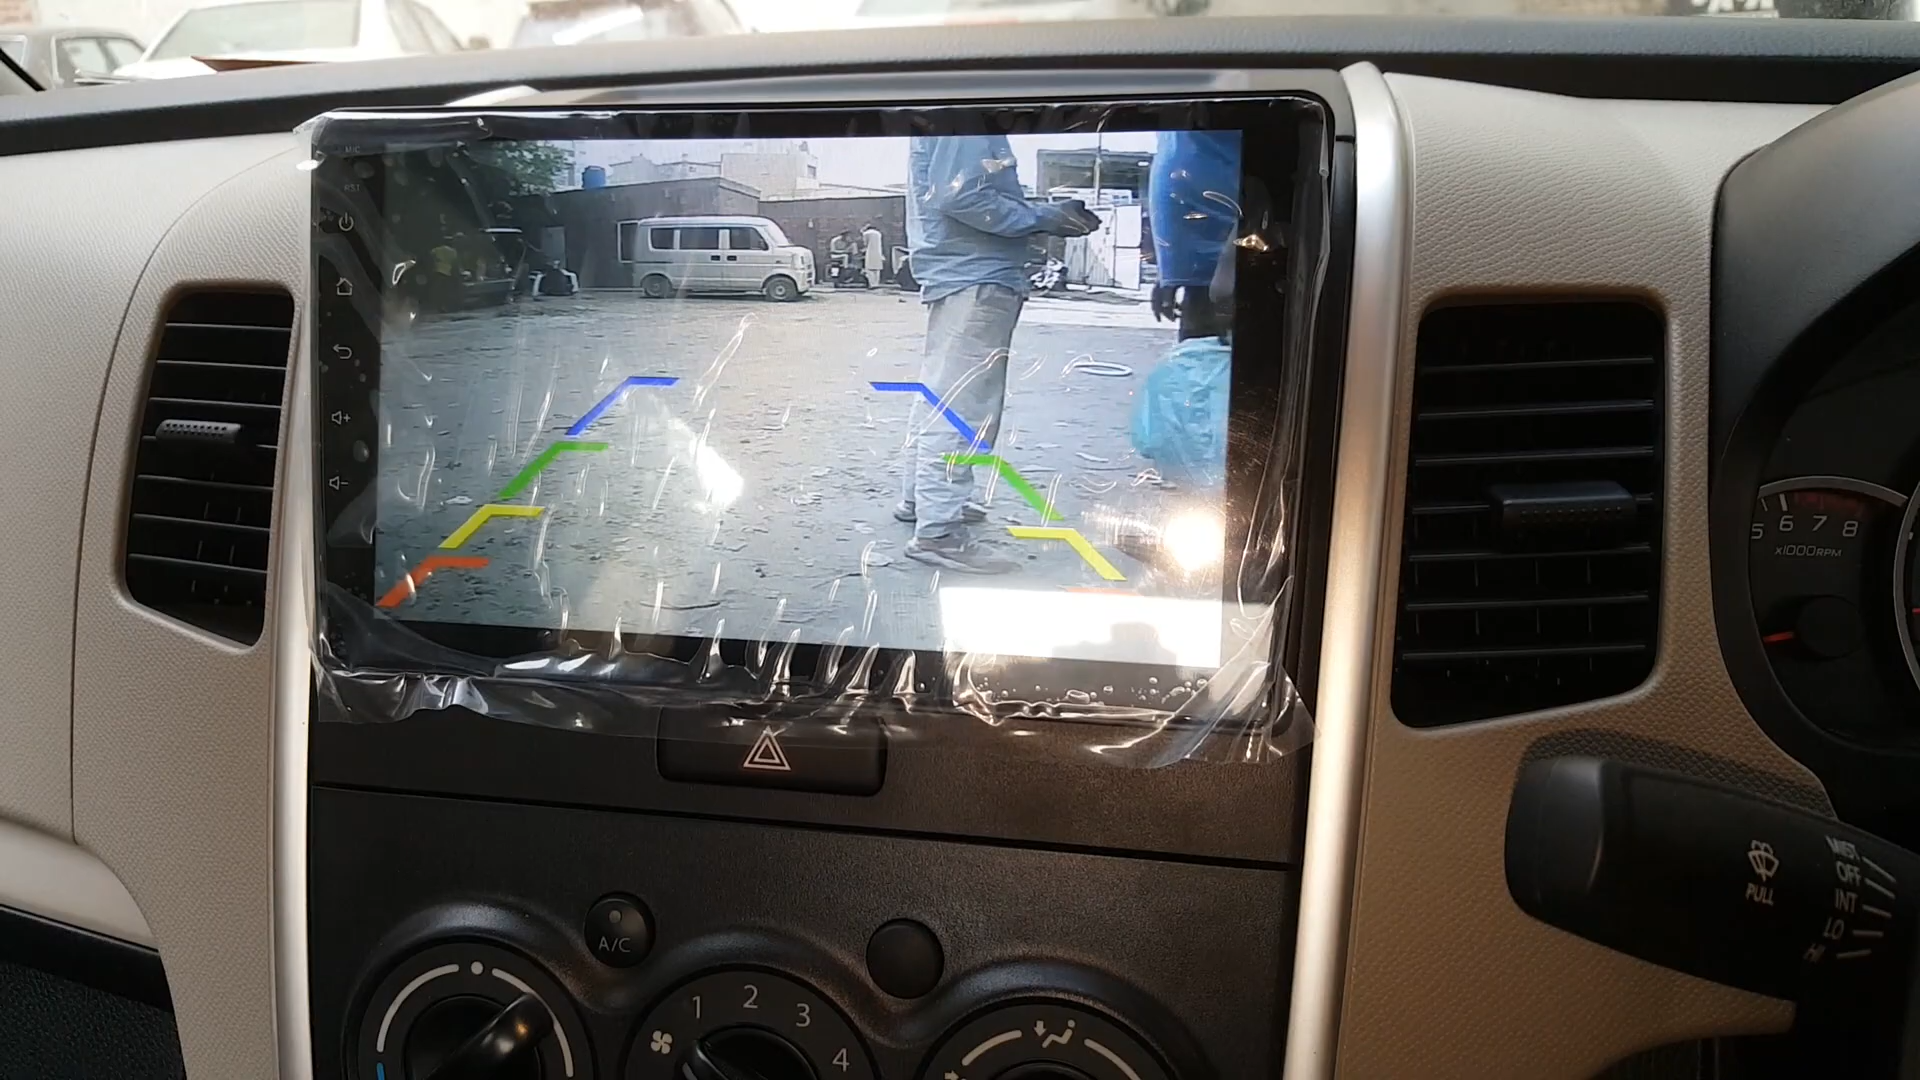 MIC
RST
5 6 7 8
x1000RPM
MIST
OFF
INT
LO
HI
PULL
A/C
1 2 3 4